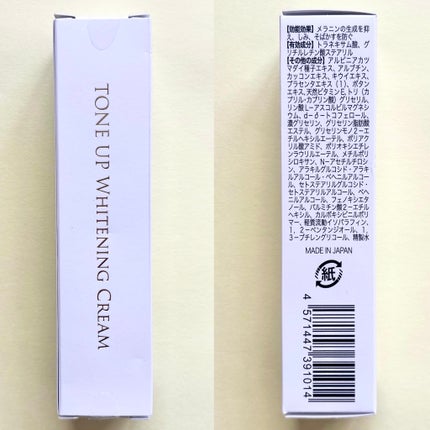 TONE UP WHITENING CREAM
【効能効果】メラニンの生成を抑
え、しみ、そばかすを防ぐ
【有効成分】トラネキサム酸、グ
リチルレチン酸ステアリル
【その他の成分】アルピニアカツ
マダイ種子エキス、アルブチン、
カッコンエキス、キウイエキス、
プラセンタエキス(1)、ボタン
エキス、天然ビタミンE、トリ(カ
プリル・カプリン酸)グリセリル、
リン酸L-アスコルビルマグネシ
ウム、d-δ-トコフェロール、
濃グリセリン、グリセリン脂肪酸
エステル、グリセリンモノ2-エ
チルヘキシルエーテル、ポリアク
リル酸アミド、ポリオキシエチレ
ンラウリルエーテル、メチルポリ
シロキサン、N-アセチルチロシ
ン、アラキルグルコシド・アラキ
ルアルコール・ベヘニルアルコー
ル、セトステアリルグルコシド・
セトステアリルアルコール、ベヘ
ニルアルコール、フェノキシエタ
ノール、パルミチン酸2-エチルヘ
キシル、カルボキシビニルポリ
マー、軽質流動イソパラフィン、
1,2-ペンタンジオール、1,
3-ブチレングリコール、精製水
MADE IN JAPAN
紙
4 571447 391014